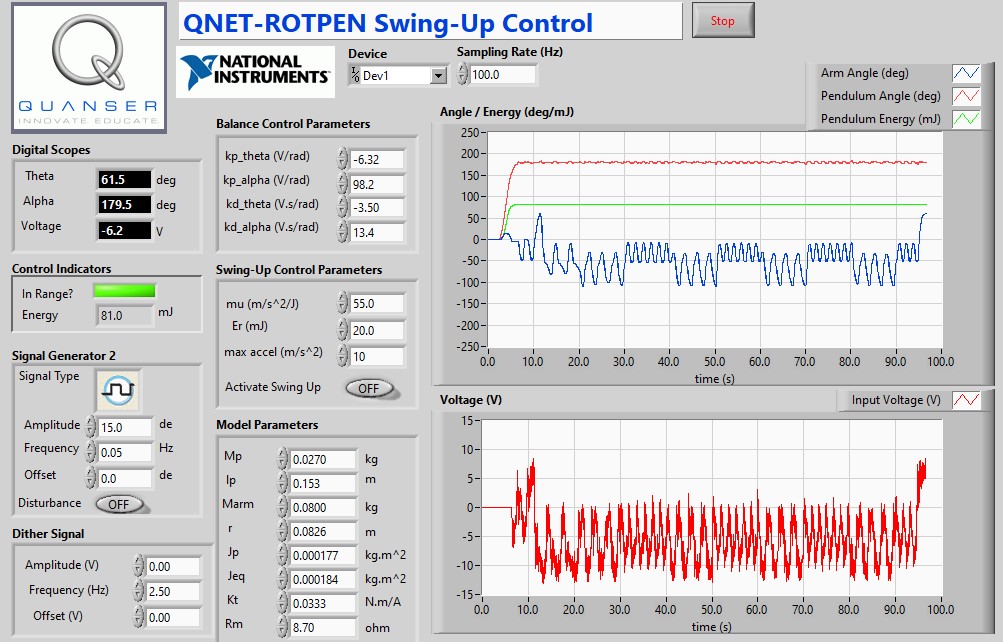 QUANSER
INNOVATE. EDUCATE.
QNET-ROTPEN Swing-Up Control
Stop
NATIONAL INSTRUMENTS
Device
Dev1
Sampling Rate (Hz)
100.0
Digital Scopes
Theta 61.5 deg
Alpha 179.5 deg
Voltage -6.2 V
Control Indicators
In Range?
Energy 81.0 mJ
Signal Generator 2
Signal Type
Amplitude 15.0 de
Frequency 0.05 Hz
Offset 0.0 de
Disturbance OFF
Dither Signal
Amplitude (V) 0.00
Frequency (Hz) 2.50
Offset (V) 0.00
Balance Control Parameters
kp_theta (V/rad) -6.32
kp_alpha (V/rad) 98.2
kd_theta (V.s/rad) -3.50
kd_alpha (V.s/rad) 13.4
Swing-Up Control Parameters
mu (m/s^2/J) 55.0
Er (mJ) 20.0
max accel (m/s^2) 10
Activate Swing Up OFF
Model Parameters
Mp 0.0270 kg
lp 0.153 m
Marm 0.0800 kg
r 0.0826 m
Jp 0.000177 kg.m^2
Jeq 0.000184 kg.m^2
Kt 0.0333 N.m/A
Rm 8.70 ohm
Angle / Energy (deg/mJ)
Arm Angle (deg)
Pendulum Angle (deg)
Pendulum Energy (mJ)
250
200
150
100
50
0
-50
-100
-150
-200
-250
0.0 10.0 20.0 30.0 40.0 50.0 60.0 70.0 80.0 90.0 100.0
time (s)
Voltage (V)
Input Voltage (V)
15
10
5
0
-5
-10
-15
0.0 10.0 20.0 30.0 40.0 50.0 60.0 70.0 80.0 90.0 100.0
time (s)